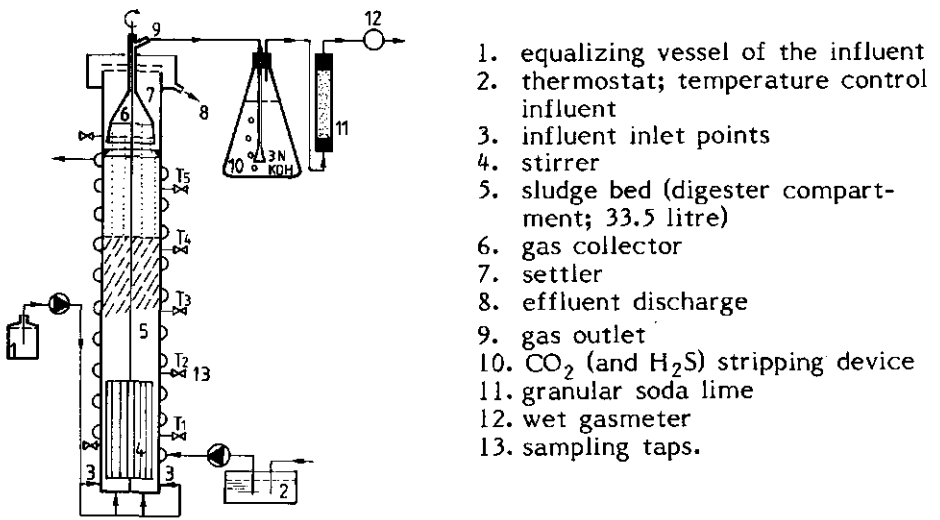 12
9
7
6
8
10
3N
KOH
11
T5
T4
T3
5
1
T2
13
T1
4
3
3
2
1. equalizing vessel of the influent
2. thermostat; temperature control
influent
3. influent inlet points
4. stirrer
5. sludge bed (digester compart-
ment; 33.5 litre)
6. gas collector
7. settler
8. effluent discharge
9. gas outlet
10. CO₂ (and H₂S) stripping device
11. granular soda lime
12. wet gasmeter
13. sampling taps.